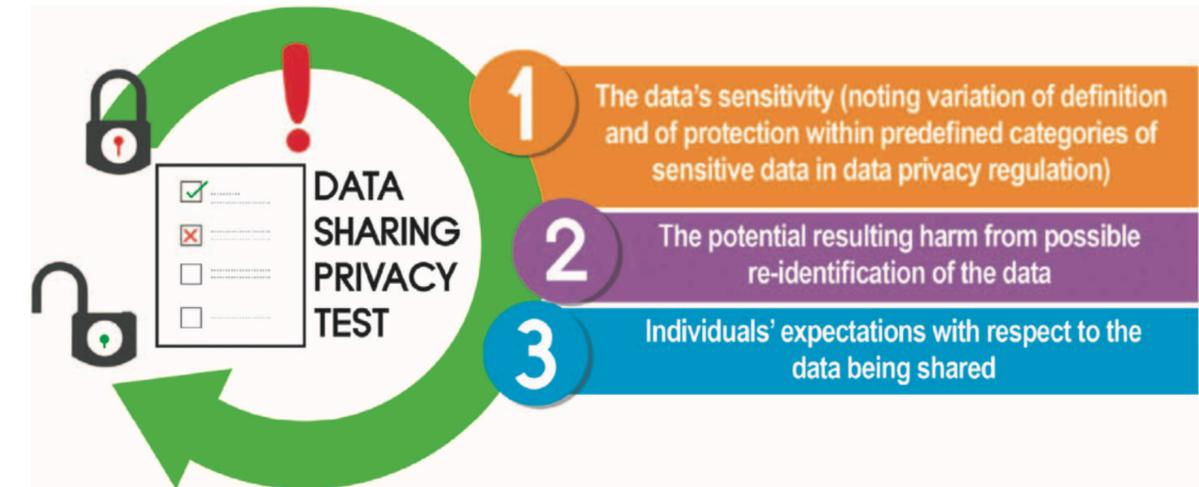 DATA
SHARING
PRIVACY
TEST
1
The data's sensitivity (noting variation of definition
and of protection within predefined categories of
sensitive data in data privacy regulation)
2
The potential resulting harm from possible
re-identification of the data
3
Individuals' expectations with respect to the
data being shared